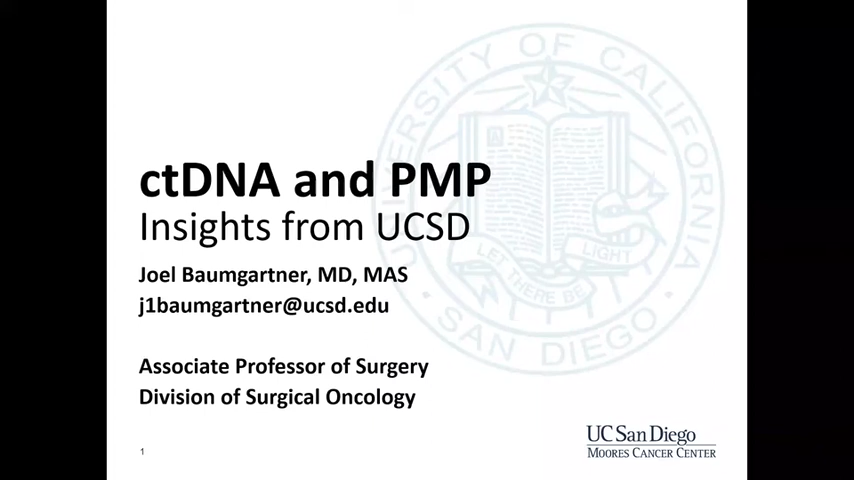 ctDNA and PMP
Insights from UCSD
Joel Baumgartner, MD, MAS
j1baumgartner@ucsd.edu
Associate Professor of Surgery
Division of Surgical Oncology
1
UC San Diego
MOORES CANCER CENTER
UNIVERSITY OF CALIFORNIA
LET THERE BE LIGHT
SAN DIEGO